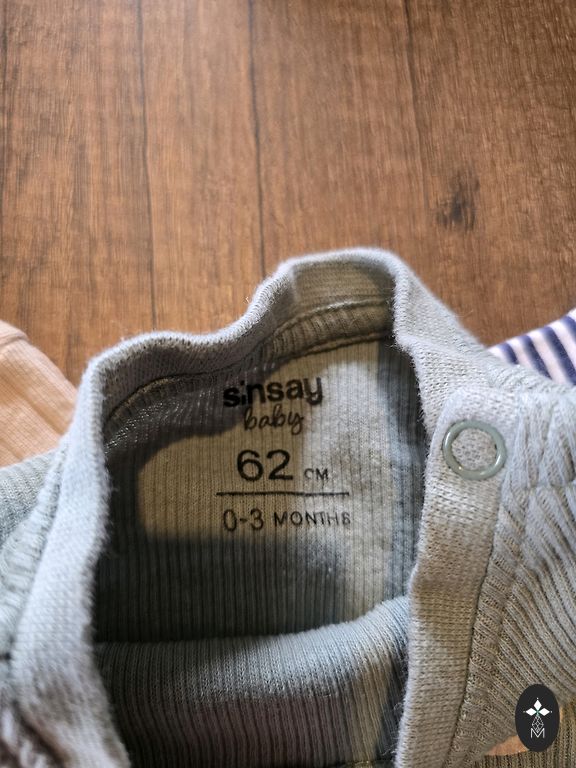 sinsay
baby
62 CM
0-3 MONTHS
M